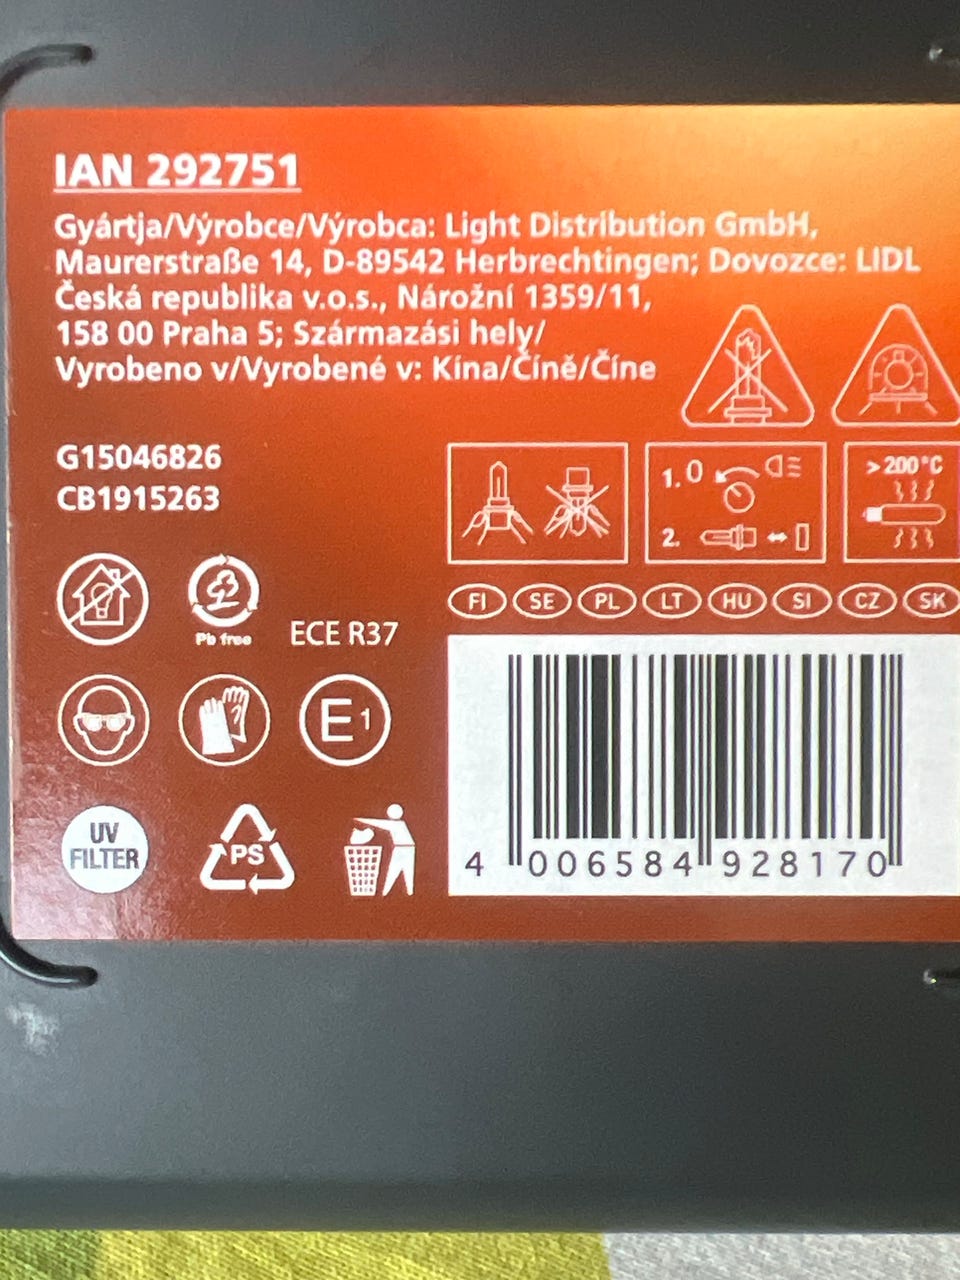 IAN 292751
Gyártja/Výrobce/Výrobca: Light Distribution GmbH,
Maurerstraße 14, D-89542 Herbrechtingen; Dovozce: LIDL
Česká republika v.o.s., Nárožní 1359/11,
158 00 Praha 5; Származási hely/
Vyrobeno v/Vyrobené v: Kína/Číně/Číne
G15046826
CB1915263
1. 0
2.
>200°C
Pb free
ECE R37
FI SE PL LT HU SI CZ SK
E1
UV
FILTER
PS
4 006584 928170